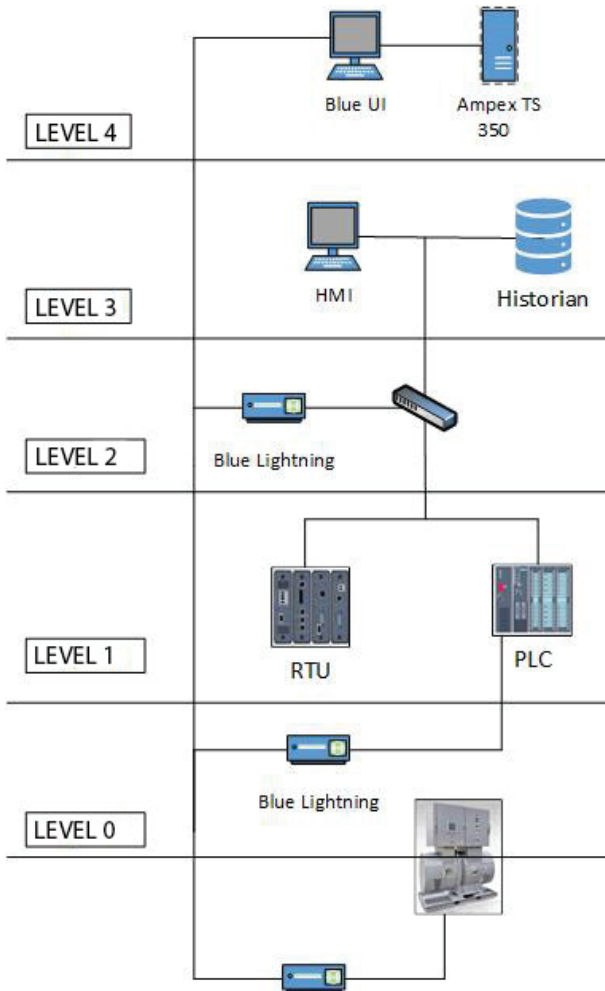 Blue UI
Ampex TS
350
LEVEL 4
HMI
Historian
LEVEL 3
Blue Lightning
LEVEL 2
RTU
PLC
LEVEL 1
Blue Lightning
LEVEL 0